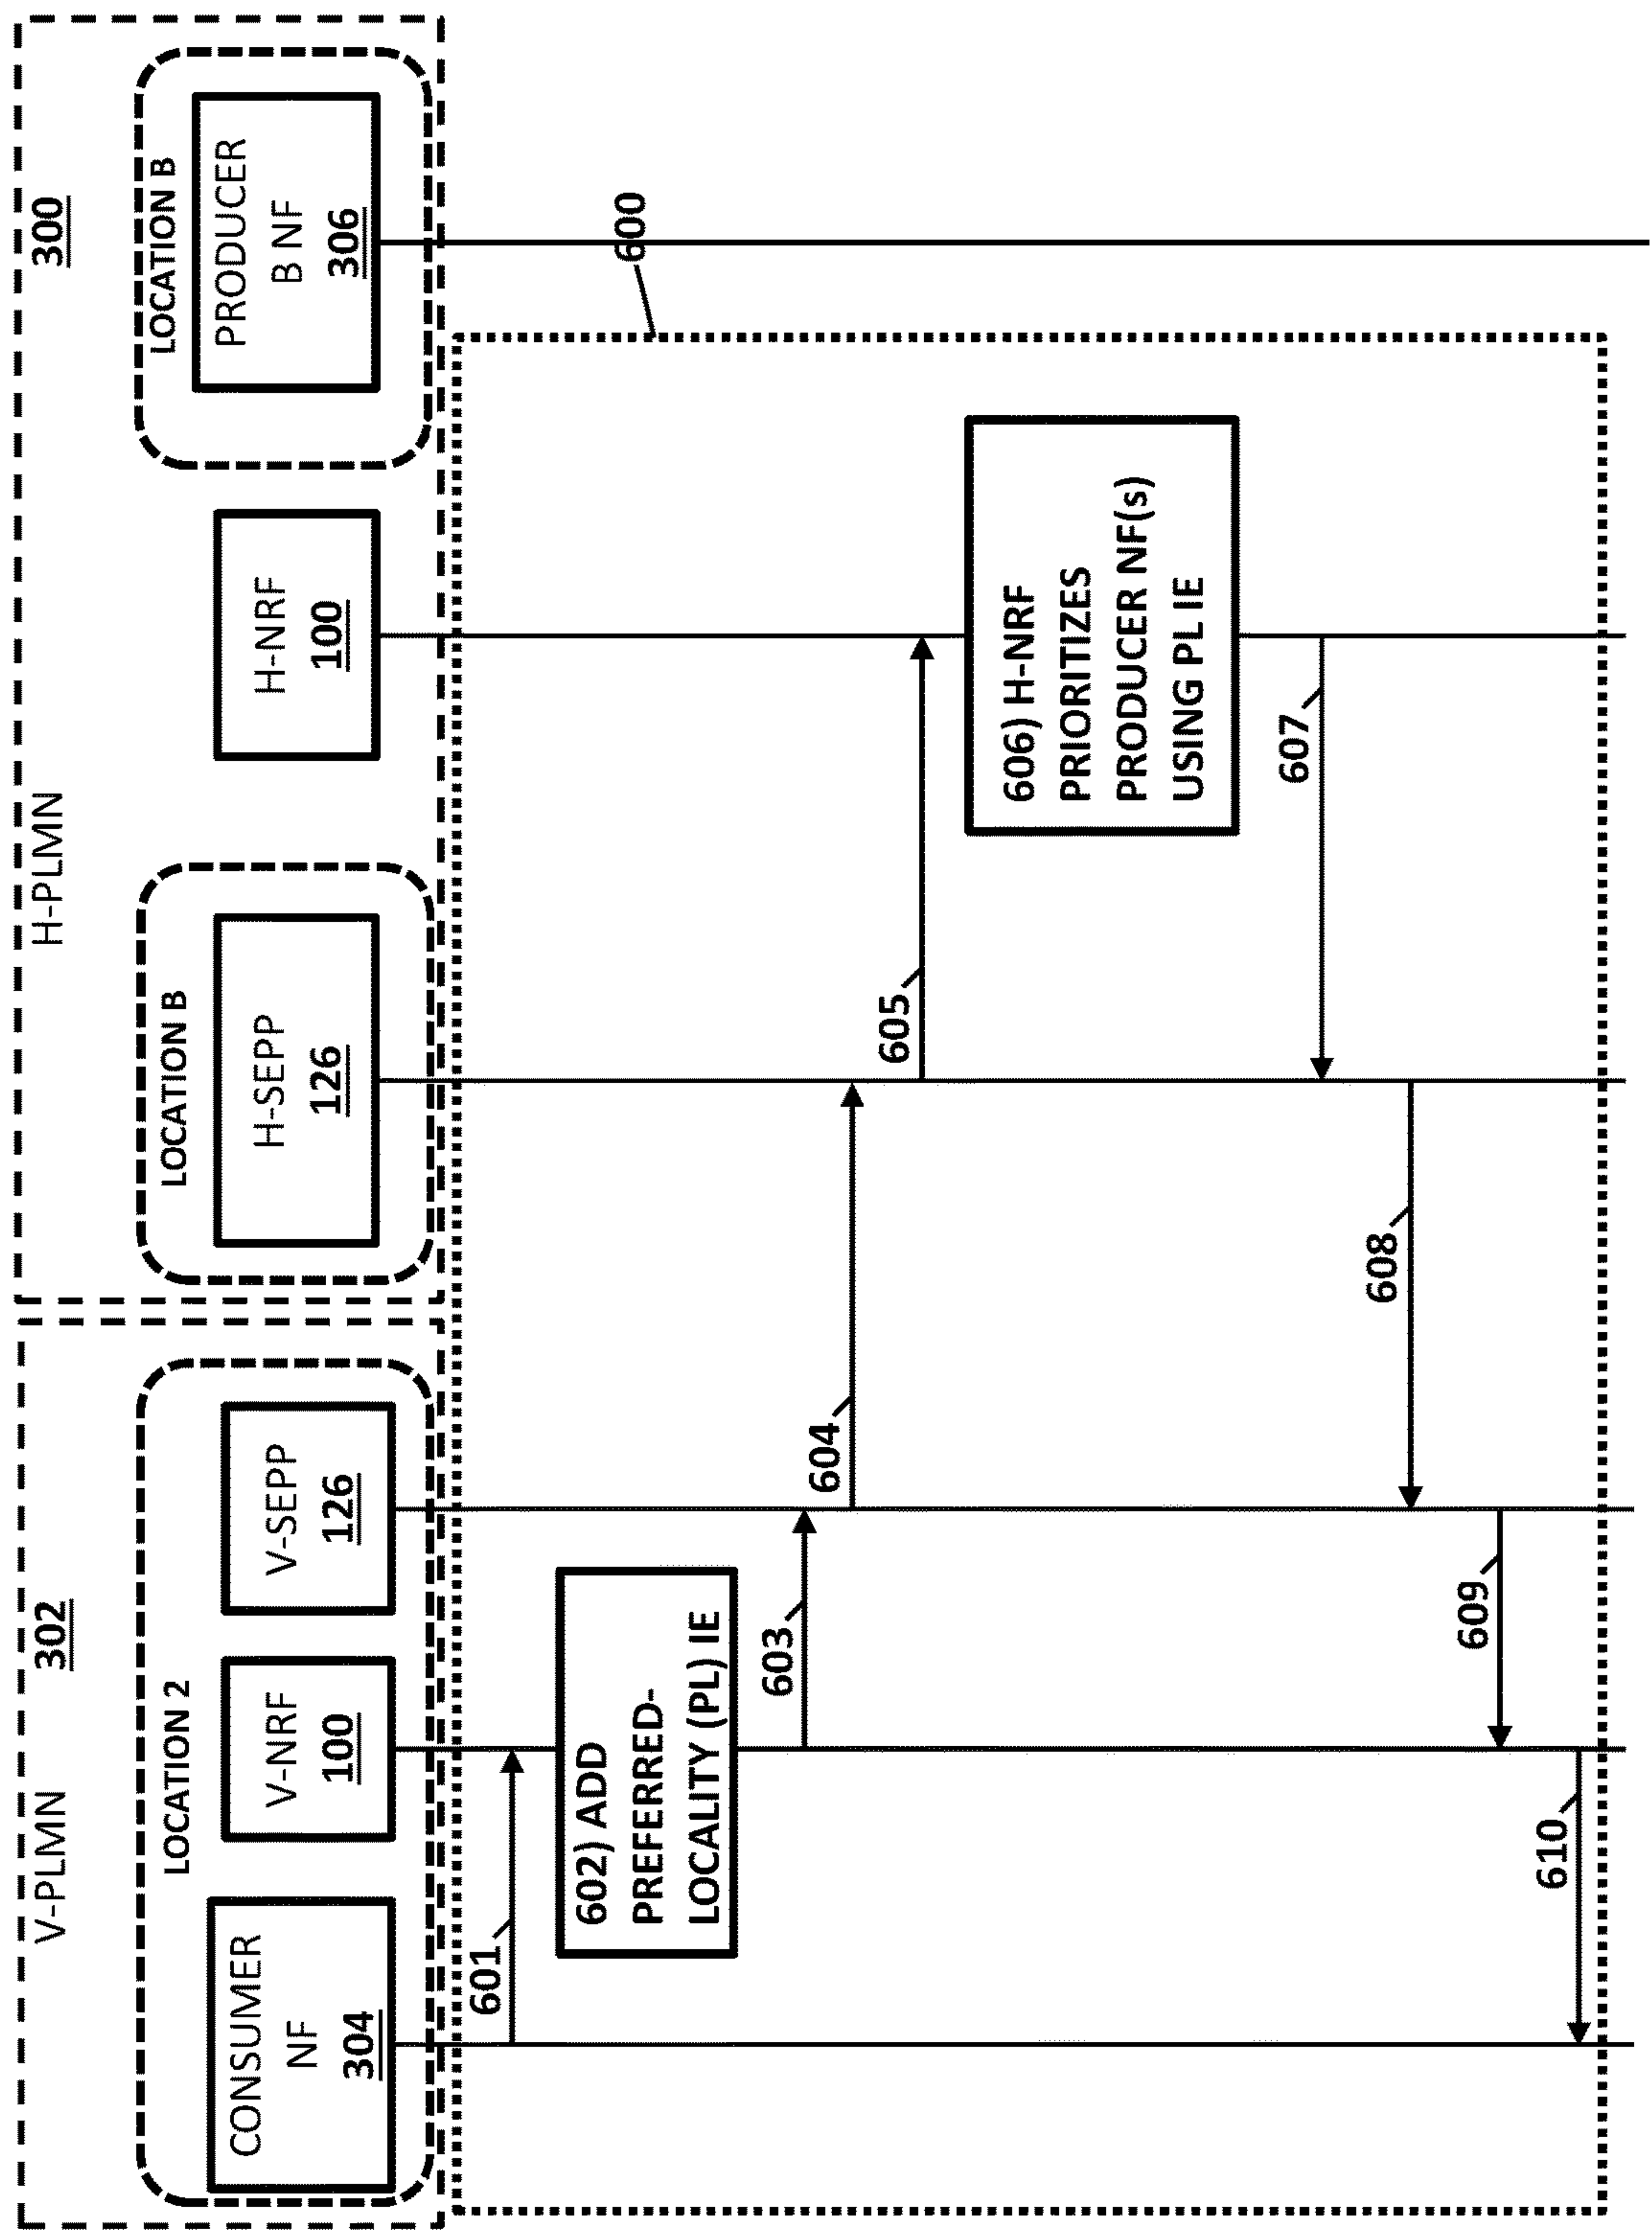 V-PLMN
302
H-PLMN
300
LOCATION 2
LOCATION B
LOCATION B
CONSUMER
NF
304
V-NRF
100
V-SEPP
126
H-SEPP
126
H-NRF
100
PRODUCER
B NF
306
600
601
602) ADD
PREFERRED-
LOCALITY (PL) IE
603
604
605
606) H-NRF
PRIORITIZES
PRODUCER NF(s)
USING PL IE
607
608
609
610